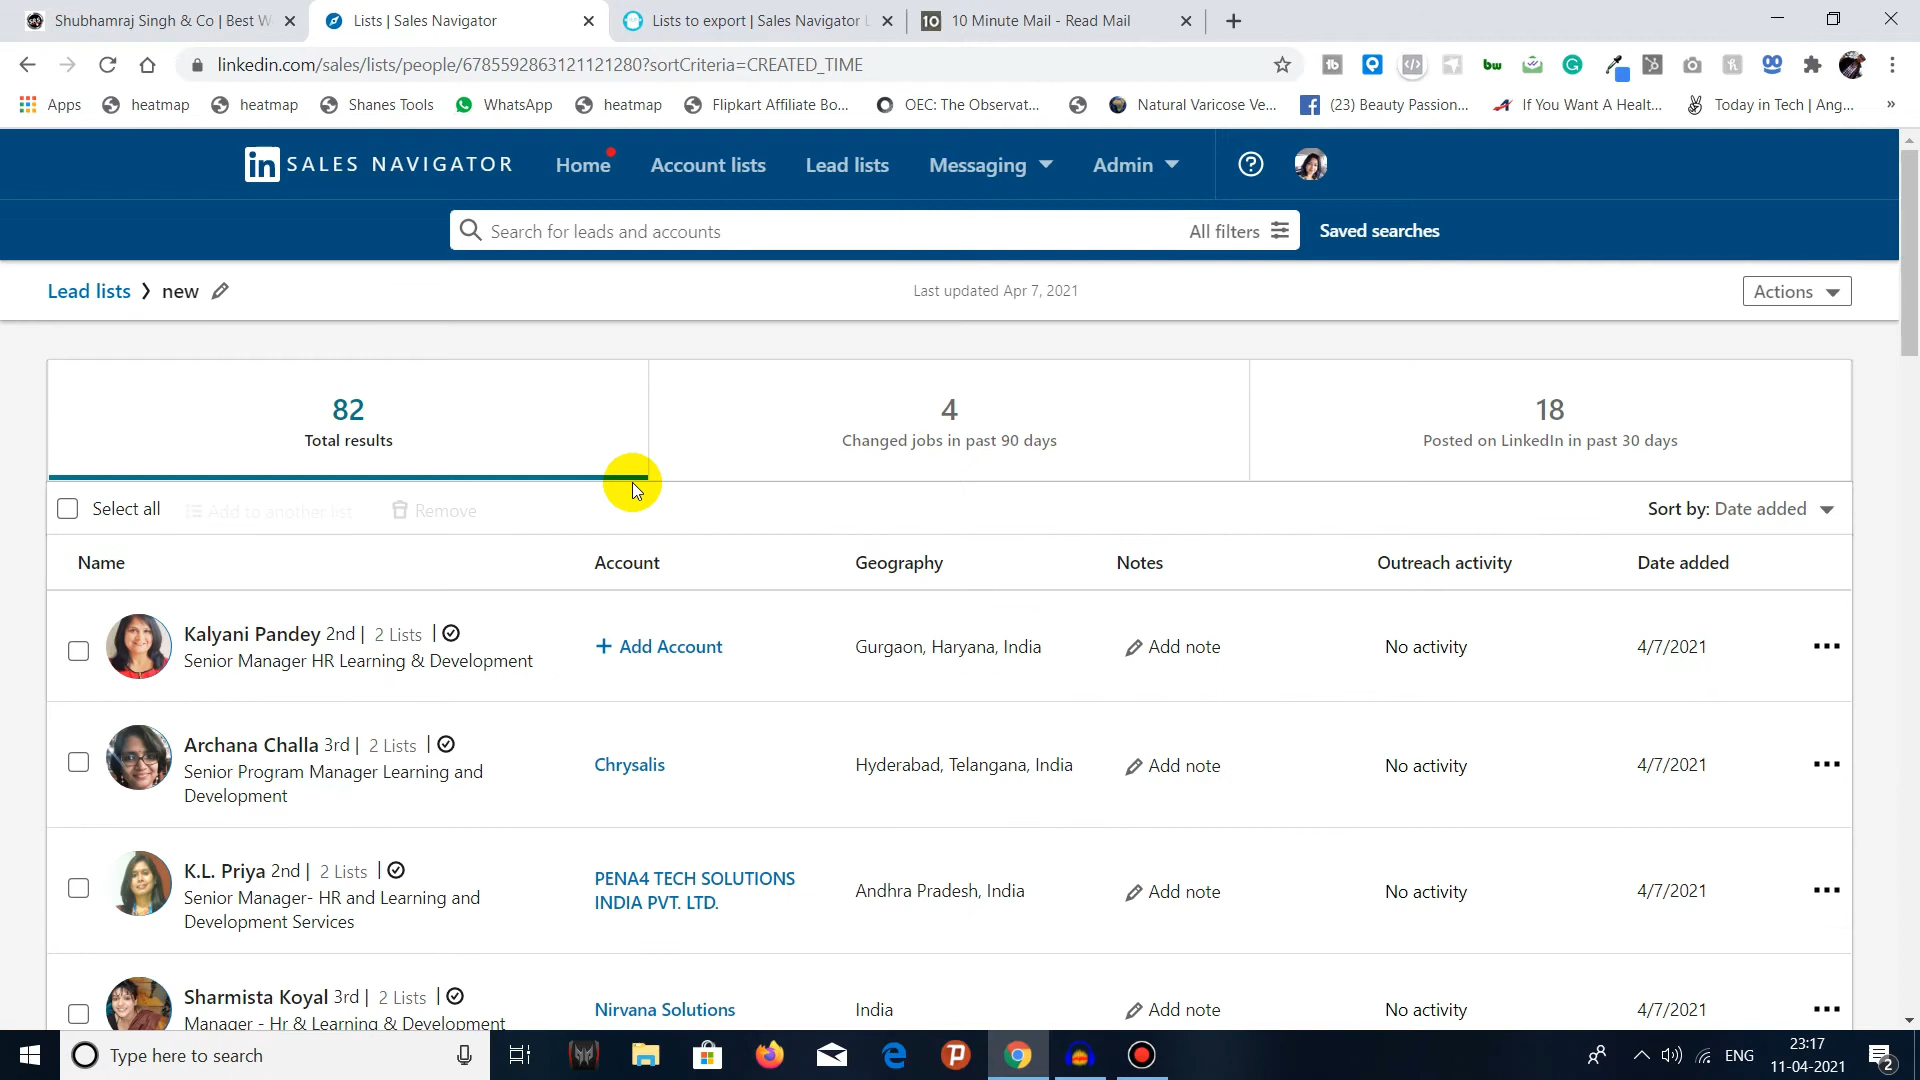 Shubhamraj Singh & Co | Best W
Lists | Sales Navigator
Lists to export | Sales Navigator L
10
10 Minute Mail - Read Mail
linkedin.com/sales/lists/people/6785592863121121280?sortCriteria=CREATED_TIME
Apps
heatmap
heatmap
Shanes Tools
WhatsApp
heatmap
Flipkart Affiliate Bo...
OEC: The Observat...
Natural Varicose Ve...
(23) Beauty Passion...
If You Want A Healt...
Today in Tech | Ang...
in SALES NAVIGATOR
Home
Account lists
Lead lists
Messaging
Admin
Search for leads and accounts
All filters
Saved searches
Lead lists
new
Last updated Apr 7, 2021
Actions
82
Total results
4
Changed jobs in past 90 days
18
Posted on LinkedIn in past 30 days
Select all
Add to another list
Remove
Sort by: Date added
Name
Account
Geography
Notes
Outreach activity
Date added
Kalyani Pandey 2nd | 2 Lists |
Senior Manager HR Learning & Development
+ Add Account
Gurgaon, Haryana, India
Add note
No activity
4/7/2021
Archana Challa 3rd | 2 Lists |
Senior Program Manager Learning and
Development
Chrysalis
Hyderabad, Telangana, India
Add note
No activity
4/7/2021
K.L. Priya 2nd | 2 Lists |
Senior Manager- HR and Learning and
Development Services
PENA4 TECH SOLUTIONS
INDIA PVT. LTD.
Andhra Pradesh, India
Add note
No activity
4/7/2021
Sharmista Koyal 3rd | 2 Lists |
Manager - Hr & Learning & Development
Nirvana Solutions
India
Add note
No activity
4/7/2021
Type here to search
ENG
23:17
11-04-2021
2